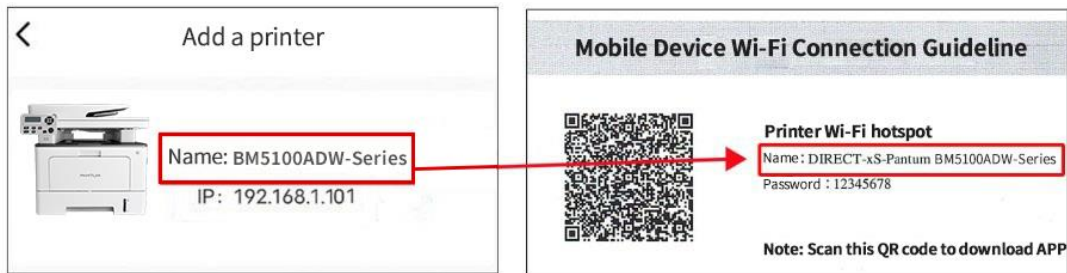 Add a printer
Name: BM5100ADW-Series
IP: 192.168.1.101
Mobile Device Wi-Fi Connection Guideline
Printer Wi-Fi hotspot
Name: DIRECT-xS-Pantum BM5100ADW-Series
Password : 12345678
Note: Scan this QR code to download APP